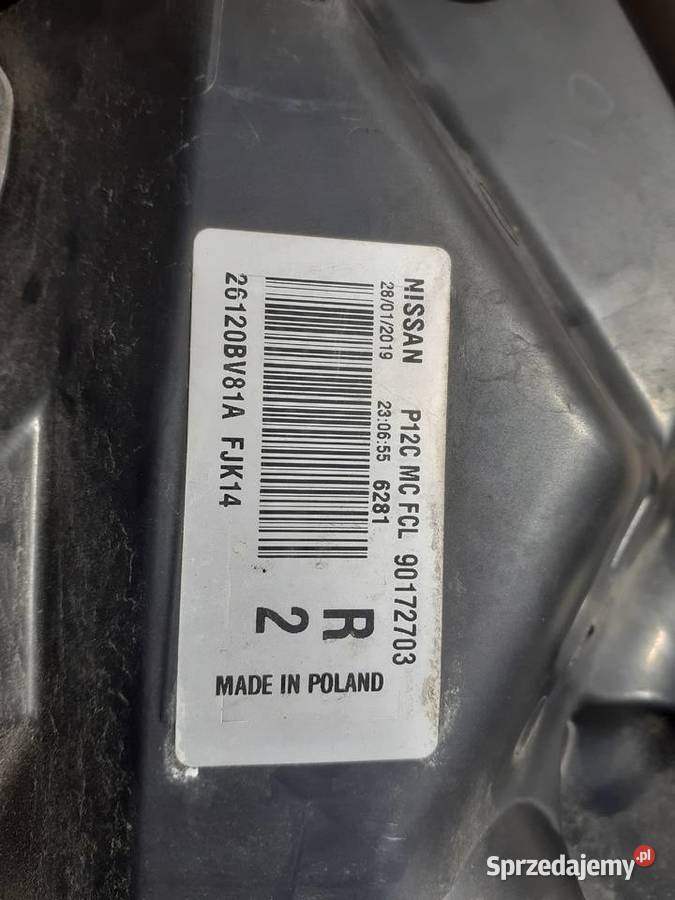 NISSAN P12C MC FCL 90172703
28/01/2019 23:06:55 6281
26120BV81A FJK14
R
2
MADE IN POLAND
Sprzedajemy.pl